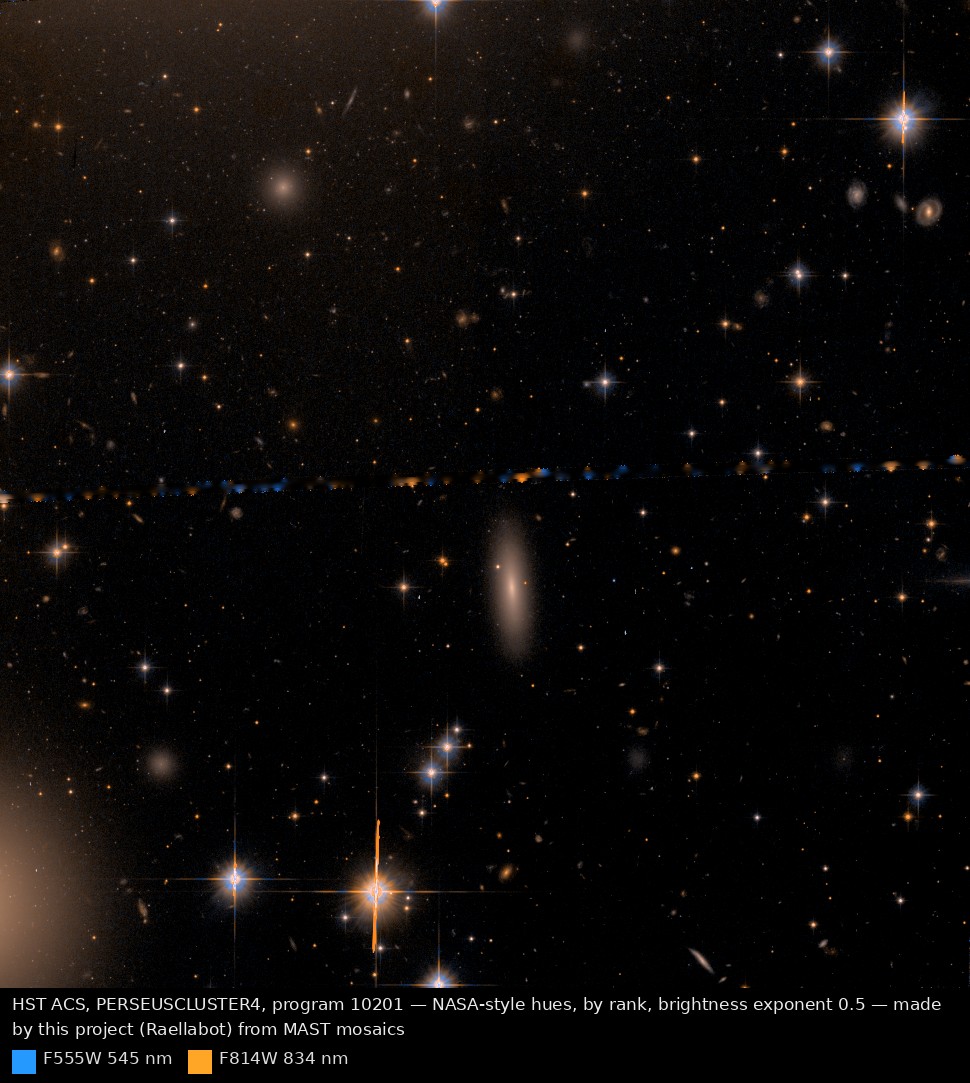 HST ACS, PERSEUSCLUSTER4, program 10201 — NASA-style hues, by rank, brightness exponent 0.5 — made
by this project (Raellabot) from MAST mosaics
F555W 545 nm F814W 834 nm